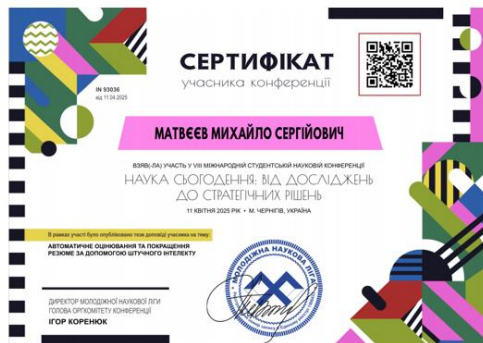 СЕРТИФІКАТ
учасника конференції
IN 93036
від 11.04.2025
МАТВЄЄВ МИХАЙЛО СЕРГІЙОВИЧ
ВЗЯВ(-ЛА) УЧАСТЬ У VIII МІЖНАРОДНІЙ СТУДЕНТСЬКІЙ НАУКОВІЙ КОНФЕРЕНЦІЇ
НАУКА СЬОГОДЕННЯ: ВІД ДОСЛІДЖЕНЬ
ДО СТРАТЕГІЧНИХ РІШЕНЬ
11 КВІТНЯ 2025 РІК • М. ЧЕРНІГІВ, УКРАЇНА
В рамках участі було опубліковано тези доповіді учасника на тему:
АВТОМАТИЧНЕ ОЦІНЮВАННЯ ТА ПОКРАЩЕННЯ
РЕЗЮМЕ ЗА ДОПОМОГОЮ ШТУЧНОГО ІНТЕЛЕКТУ
МОЛОДІЖНА НАУКОВА ЛІГА
ДИРЕКТОР МОЛОДІЖНОЇ НАУКОВОЇ ЛІГИ
ГОЛОВА ОРГКОМІТЕТУ КОНФЕРЕНЦІЇ
ІГОР КОРЕНЮК